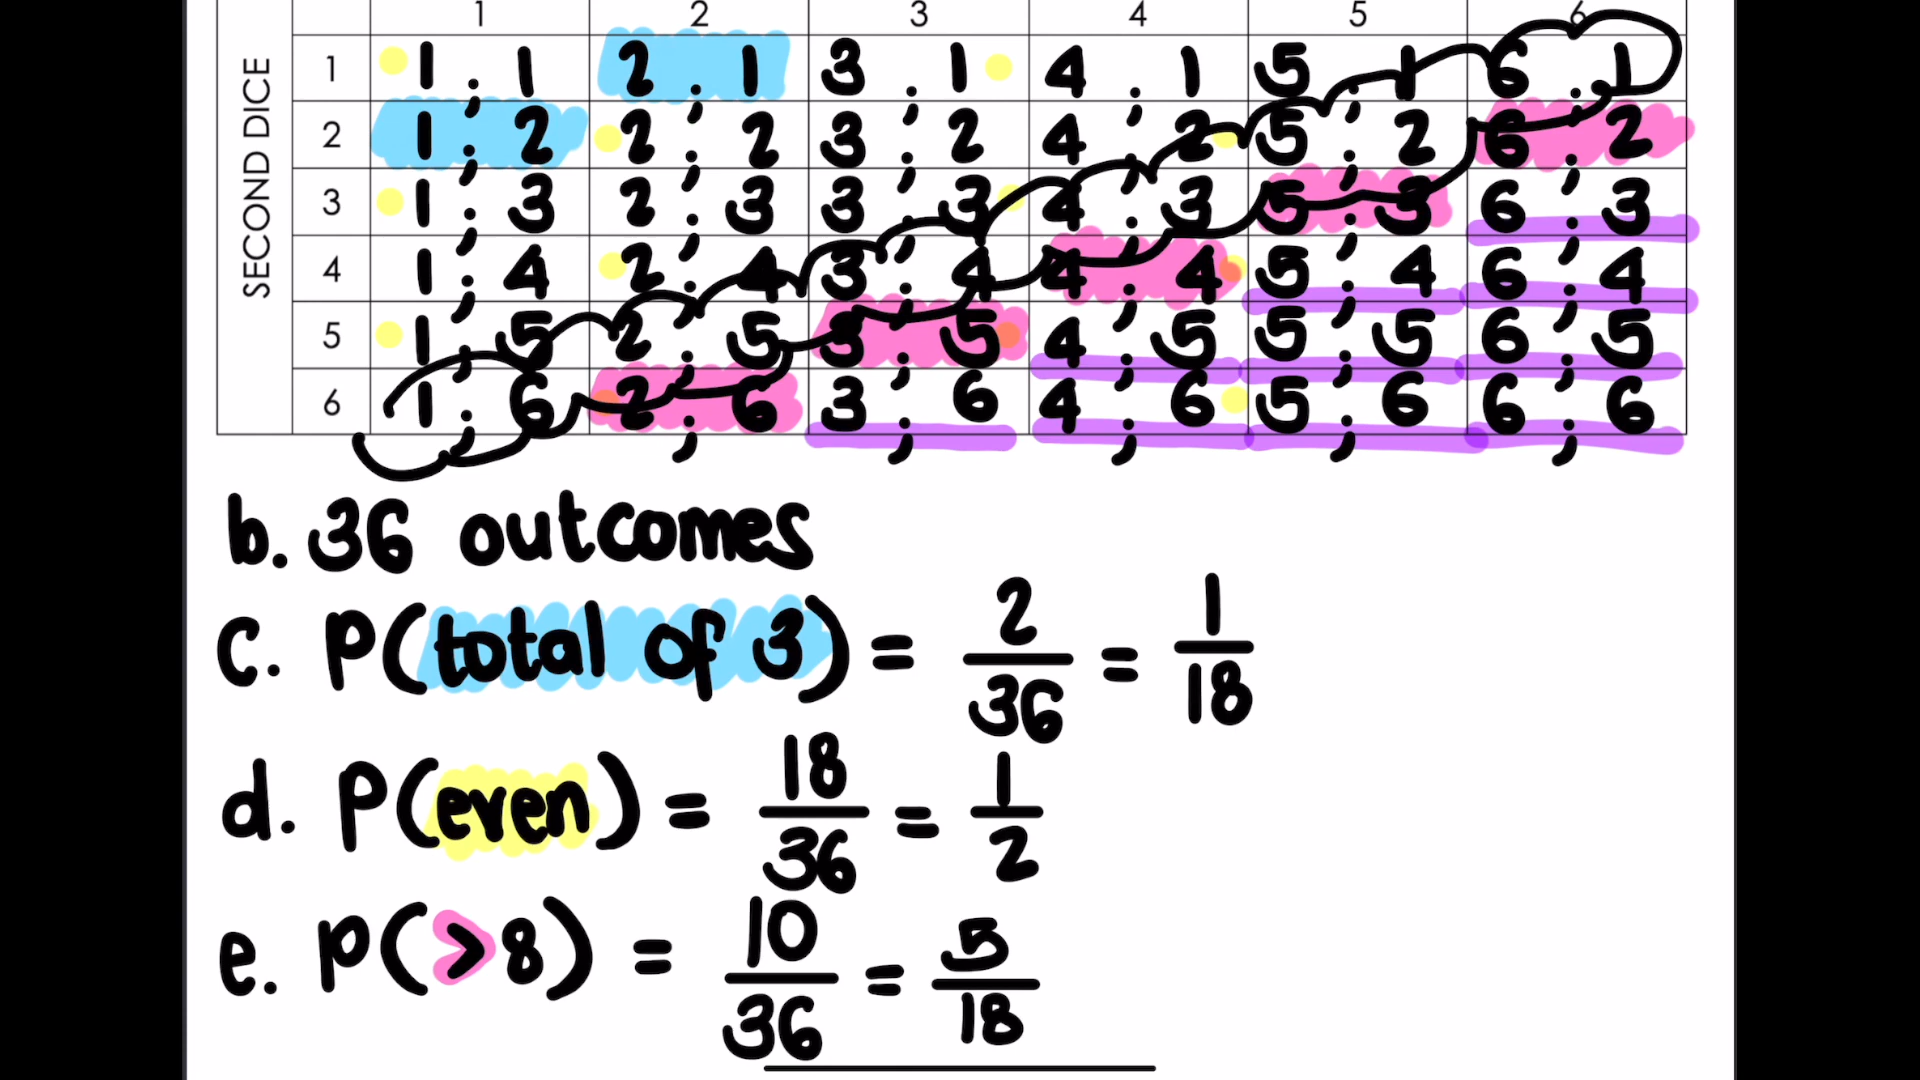 1 2 3 4 5 6
SECOND DICE
1 1 ; 1 2 ; 1 3 ; 1 4 ; 1 5 ; 1 6 ; 1
2 1 ; 2 2 ; 2 3 ; 2 4 ; 2 5 ; 2 6 ; 2
3 1 ; 3 2 ; 3 3 ; 3 4 ; 3 5 ; 3 6 ; 3
4 1 ; 4 2 ; 4 3 ; 4 4 ; 4 5 ; 4 6 ; 4
5 1 ; 5 2 ; 5 3 ; 5 4 ; 5 5 ; 5 6 ; 5
6 1 ; 6 2 ; 6 3 ; 6 4 ; 6 5 ; 6 6 ; 6
b. 36 outcomes
c. P(total of 3) = 2/36 = 1/18
d. P(even) = 18/36 = 1/2
e. P(>8) = 10/36 = 5/18